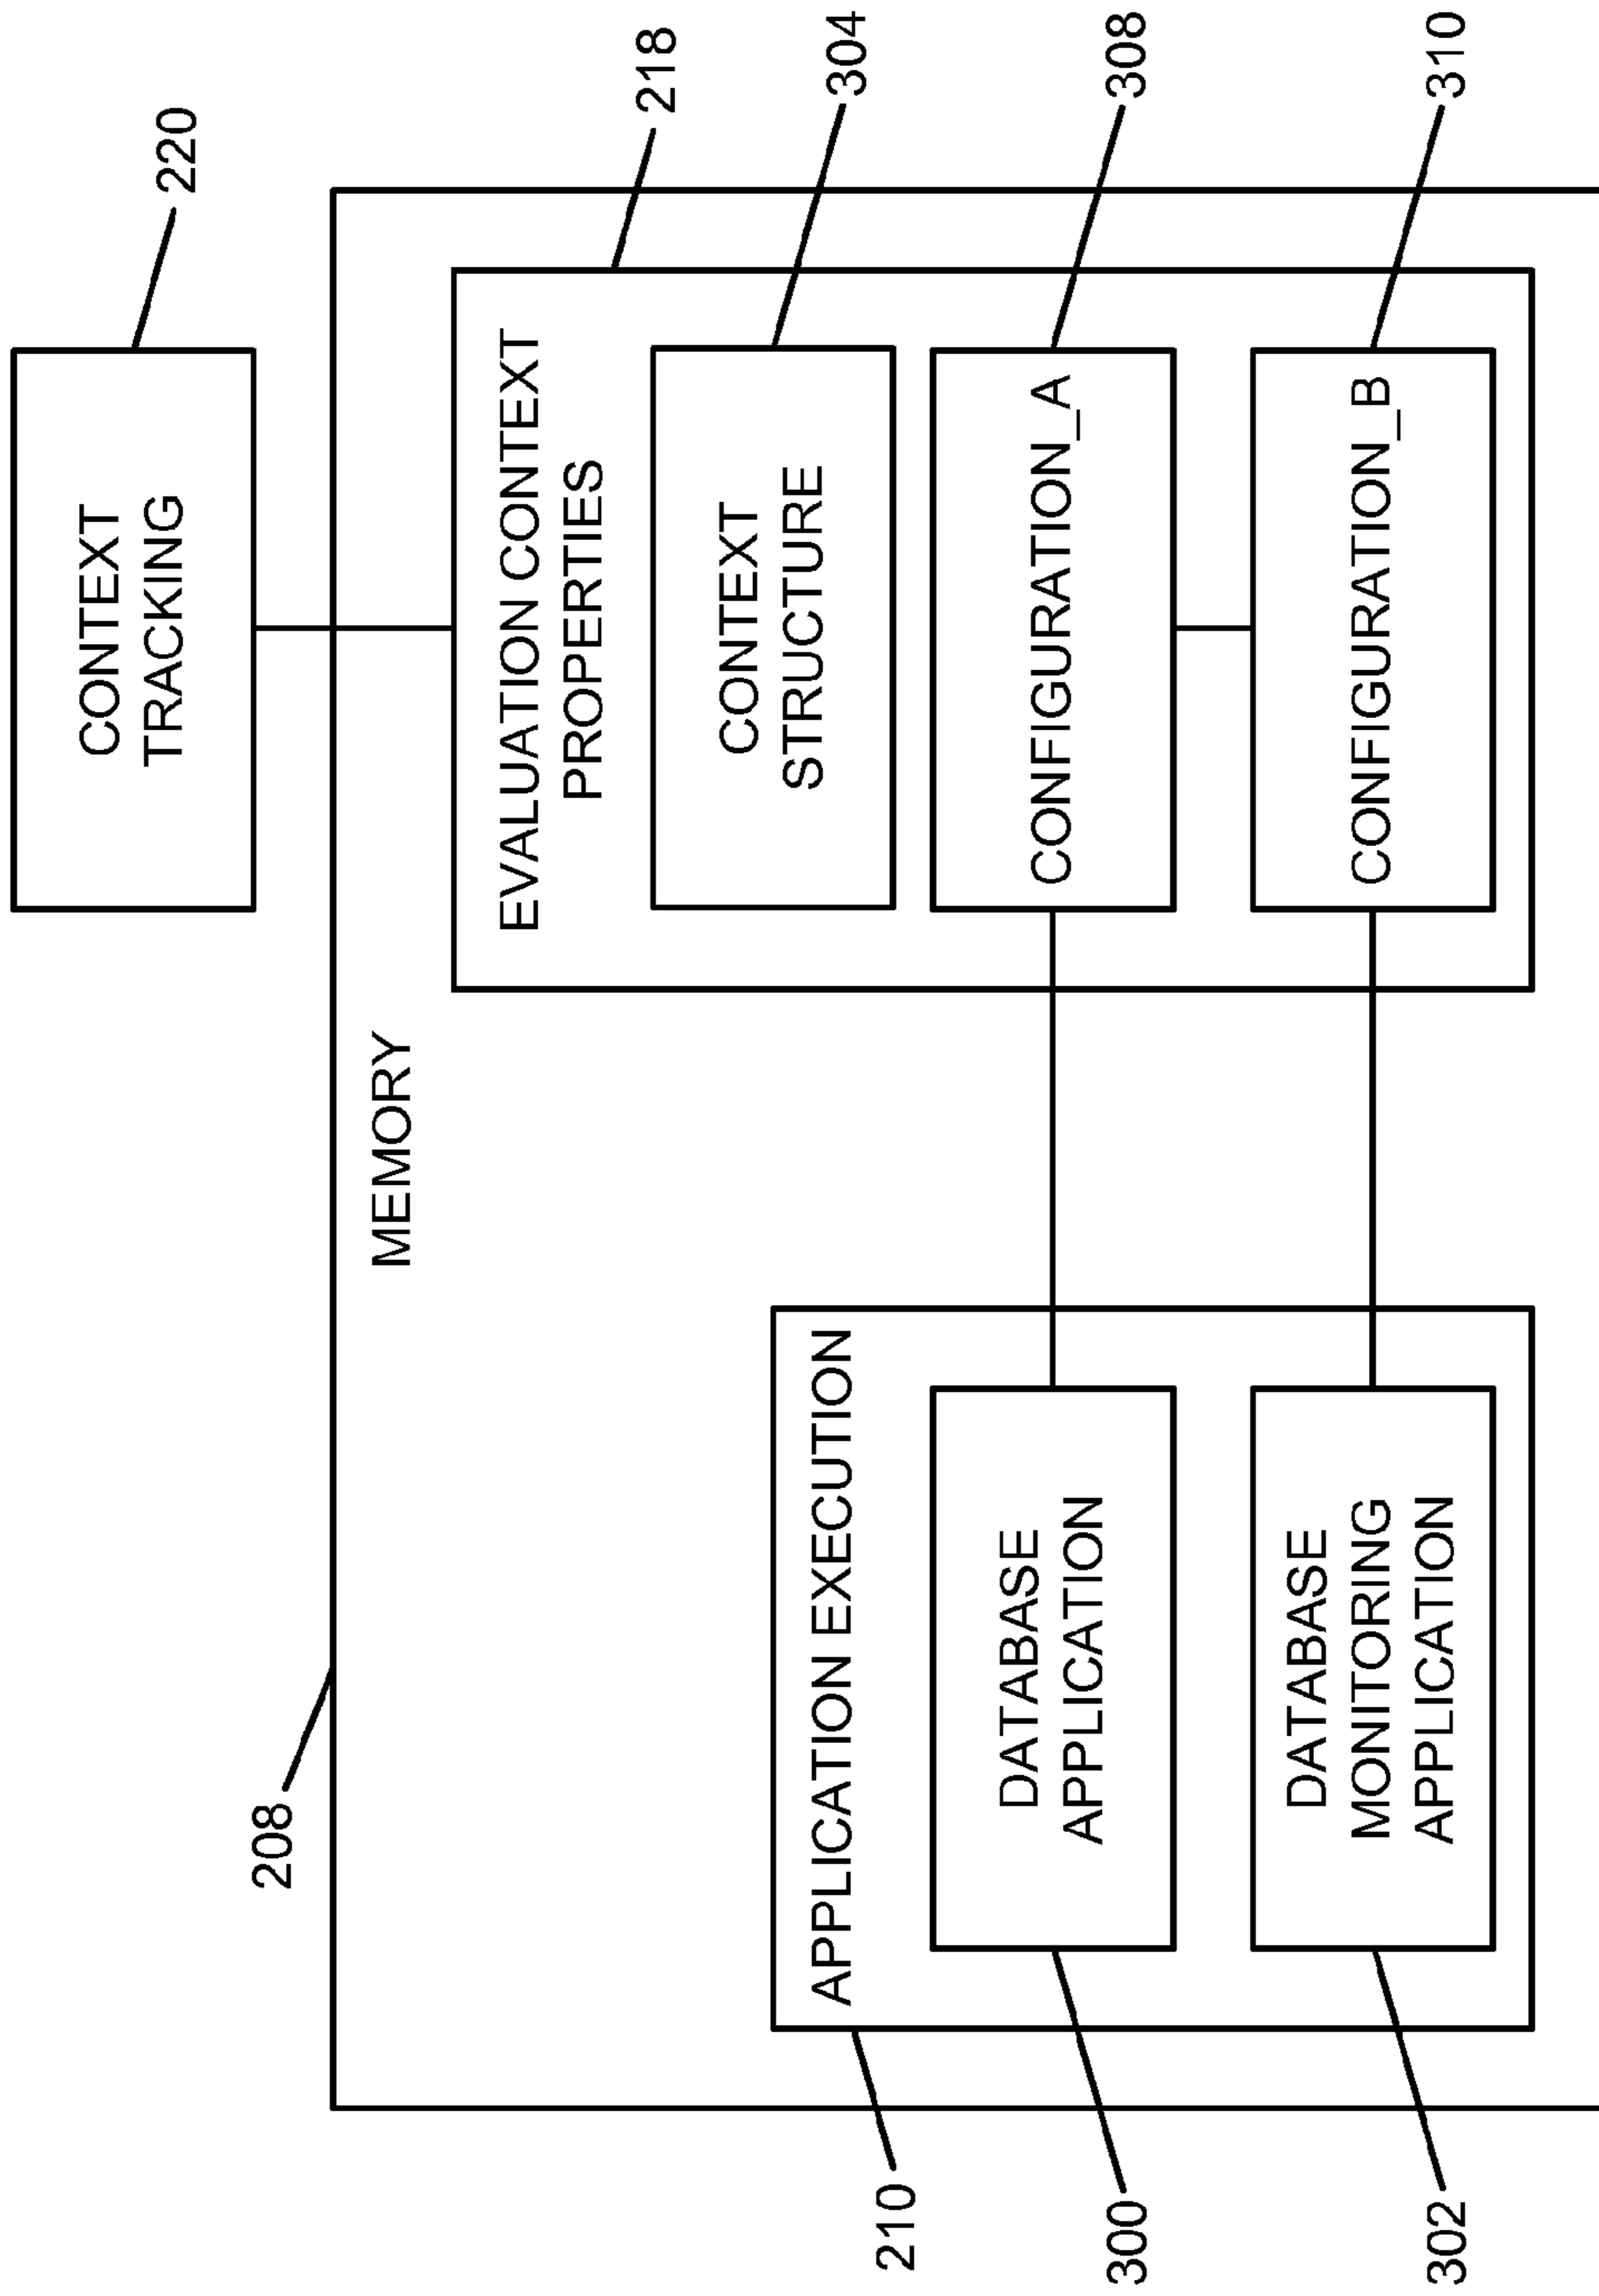 CONTEXT
TRACKING
220
208
MEMORY
218
EVALUATION CONTEXT
PROPERTIES
210
APPLICATION EXECUTION
CONTEXT
STRUCTURE
304
300
DATABASE
APPLICATION
CONFIGURATION_A
308
302
DATABASE
MONITORING
APPLICATION
CONFIGURATION_B
310